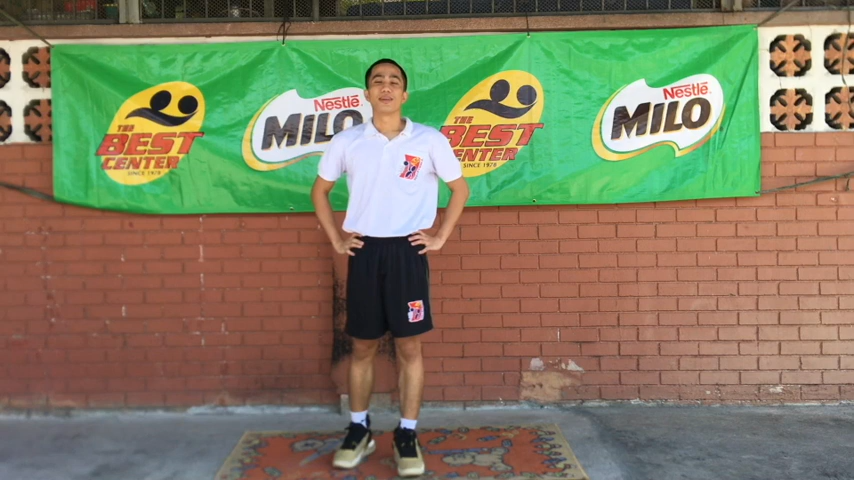 THE
BEST
CENTER
SINCE 1978
Nestlé
MILO
THE
BEST
CENTER
SINCE 1978
Nestlé
MILO